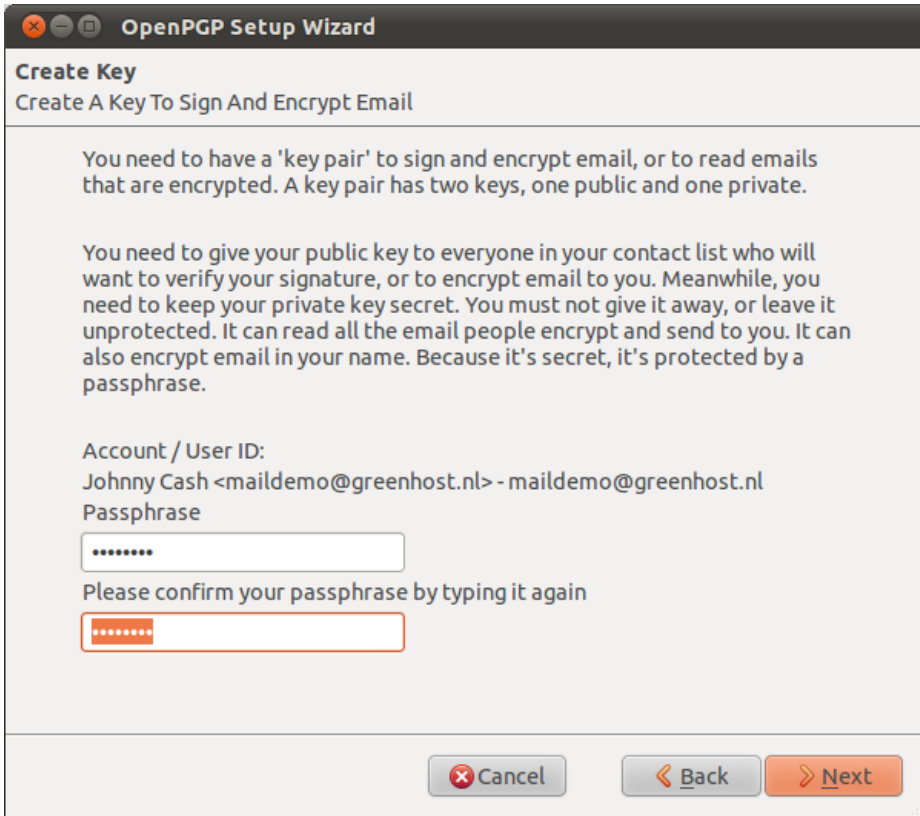 OpenPGP Setup Wizard
Create Key
Create A Key To Sign And Encrypt Email
You need to have a 'key pair' to sign and encrypt email, or to read emails
that are encrypted. A key pair has two keys, one public and one private.
You need to give your public key to everyone in your contact list who will
want to verify your signature, or to encrypt email to you. Meanwhile, you
need to keep your private key secret. You must not give it away, or leave it
unprotected. It can read all the email people encrypt and send to you. It can
also encrypt email in your name. Because it's secret, it's protected by a
passphrase.
Account / User ID:
Johnny Cash <maildemo@greenhost.nl> - maildemo@greenhost.nl
Passphrase
••••••••
Please confirm your passphrase by typing it again
••••••••
Cancel Back Next